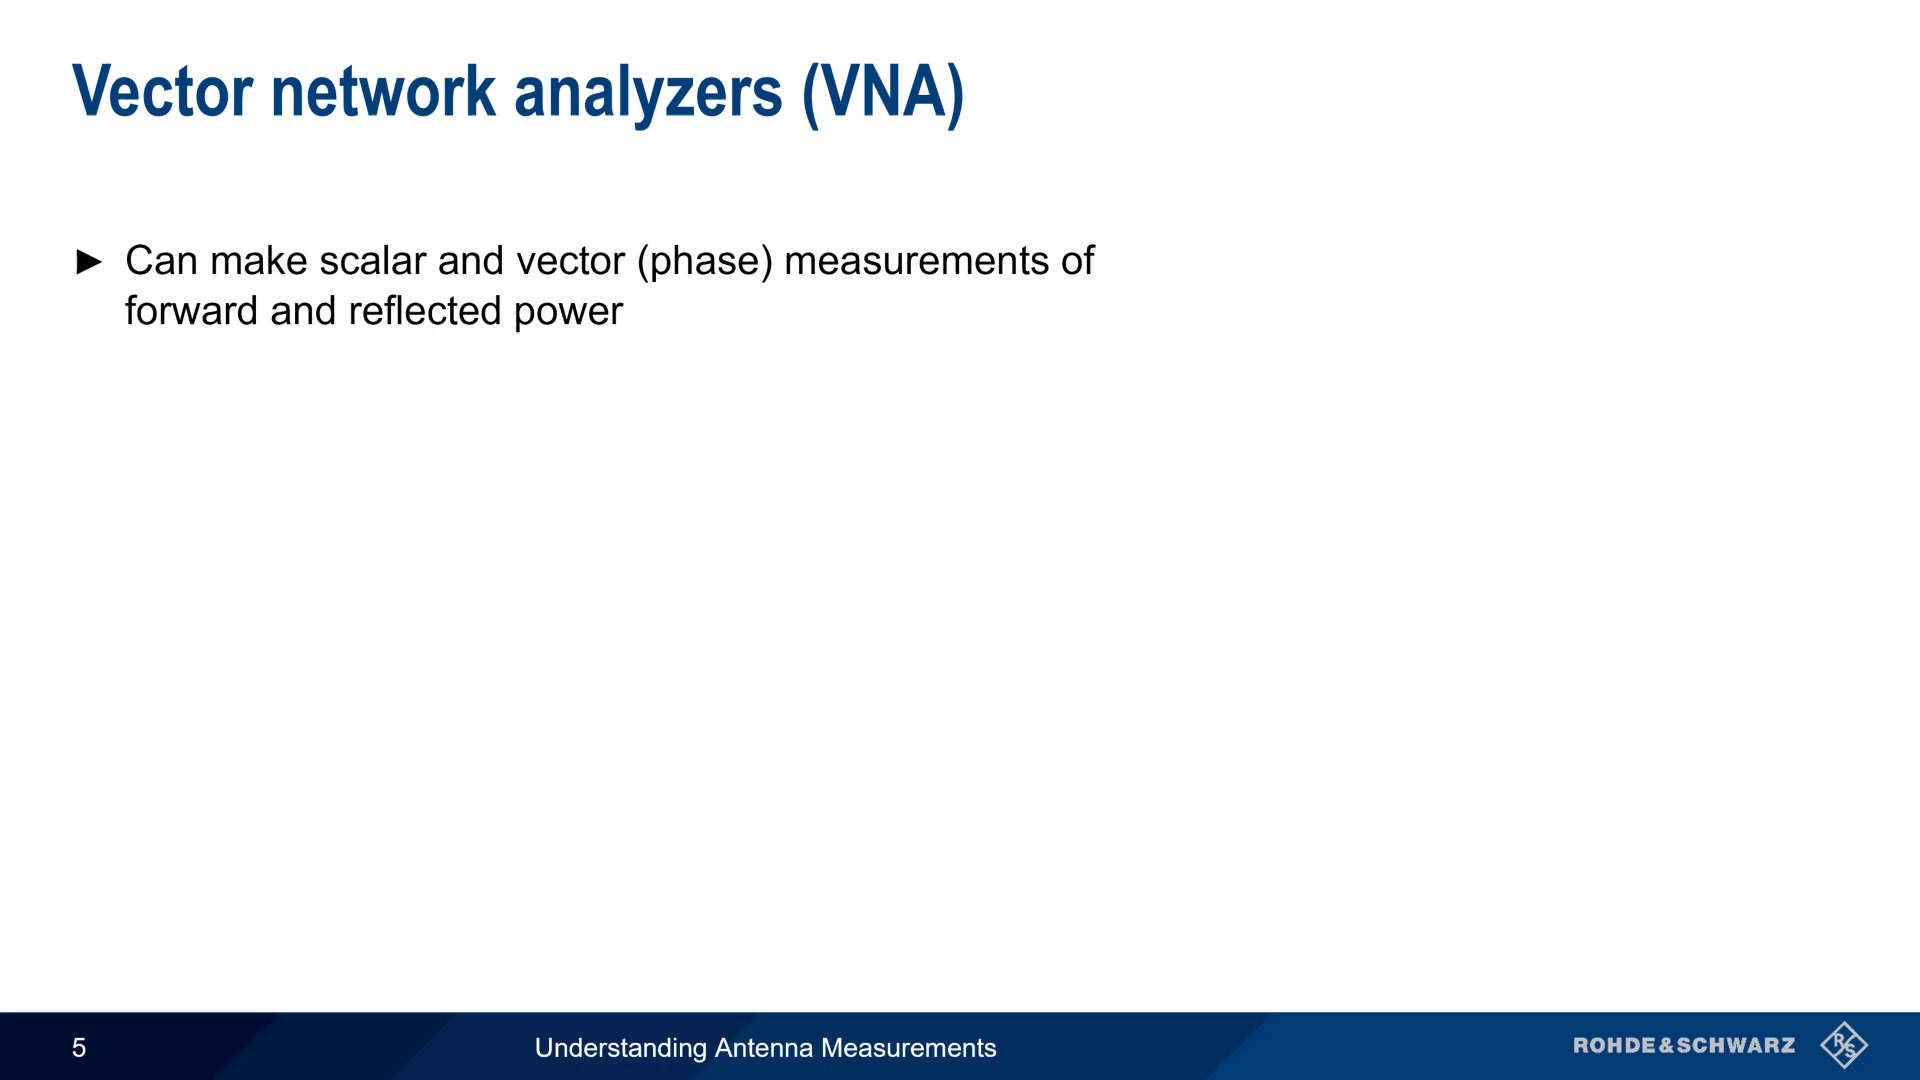 Vector network analyzers (VNA)
► Can make scalar and vector (phase) measurements of
forward and reflected power
5
Understanding Antenna Measurements
ROHDE&SCHWARZ
R&S